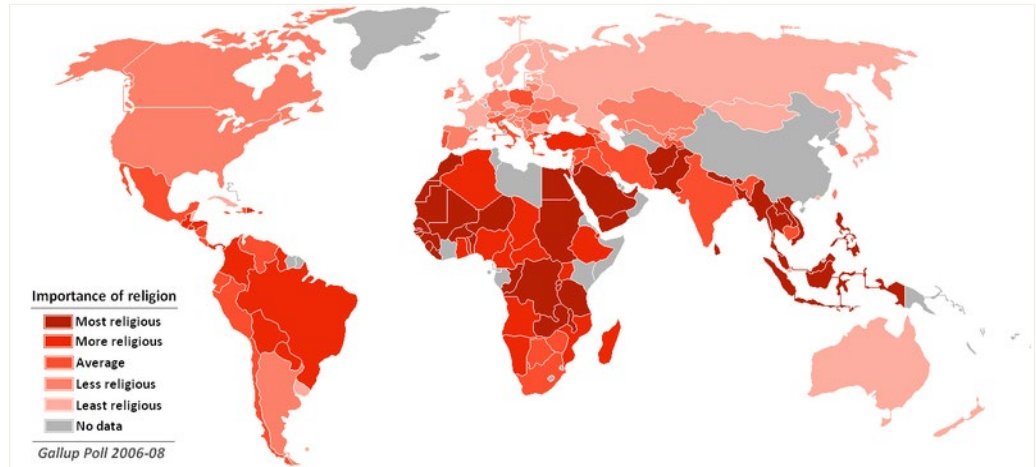 Importance of religion
Most religious
More religious
Average
Less religious
Least religious
No data
Gallup Poll 2006-08